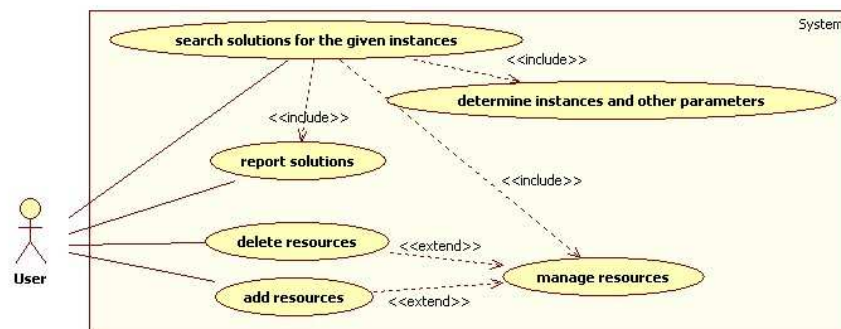 System
search solutions for the given instances
<<include>>
determine instances and other parameters
<<include>>
report solutions
<<include>>
delete resources
<<extend>>
manage resources
User
add resources
<<extend>>